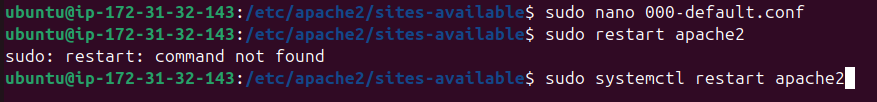 ubuntu@ip-172-31-32-143:/etc/apache2/sites-available$ sudo nano 000-default.conf
ubuntu@ip-172-31-32-143:/etc/apache2/sites-available$ sudo restart apache2
sudo: restart: command not found
ubuntu@ip-172-31-32-143:/etc/apache2/sites-available$ sudo systemctl restart apache2